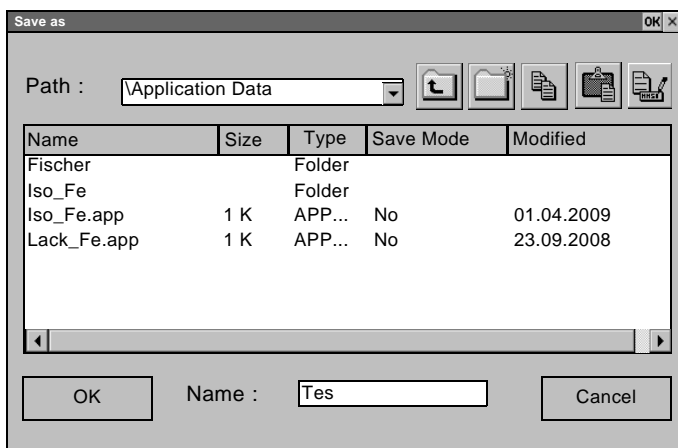 Save as OK ×
Path : \Application Data
Name Size Type Save Mode Modified
Fischer Folder
Iso_Fe Folder
Iso_Fe.app 1 K APP... No 01.04.2009
Lack_Fe.app 1 K APP... No 23.09.2008
OK Name : Tes Cancel